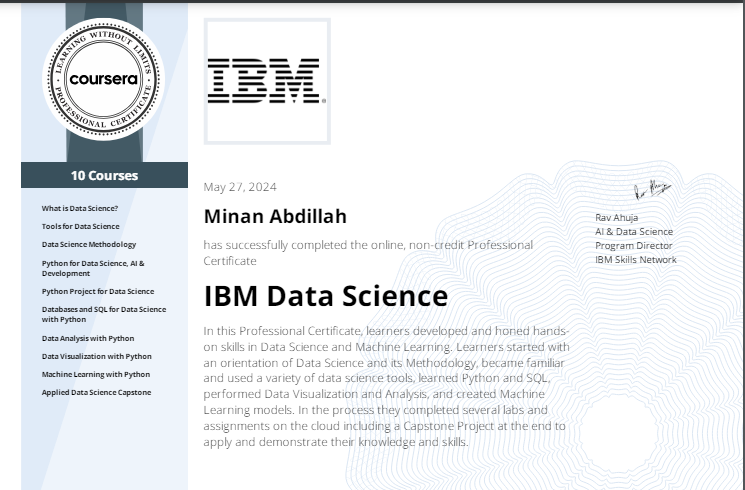 LEARNING WITHOUT LIMITS
coursera
PROFESSIONAL CERTIFICATE
IBM®
10 Courses
What is Data Science?
Tools for Data Science
Data Science Methodology
Python for Data Science, AI &
Development
Python Project for Data Science
Databases and SQL for Data Science
with Python
Data Analysis with Python
Data Visualization with Python
Machine Learning with Python
Applied Data Science Capstone
May 27, 2024
Minan Abdillah
has successfully completed the online, non-credit Professional
Certificate
IBM Data Science
In this Professional Certificate, learners developed and honed hands-
on skills in Data Science and Machine Learning. Learners started with
an orientation of Data Science and its Methodology, became familiar
and used a variety of data science tools, learned Python and SQL,
performed Data Visualization and Analysis, and created Machine
Learning models. In the process they completed several labs and
assignments on the cloud including a Capstone Project at the end to
apply and demonstrate their knowledge and skills.
Rav Ahuja
Rav Ahuja
AI & Data Science
Program Director
IBM Skills Network